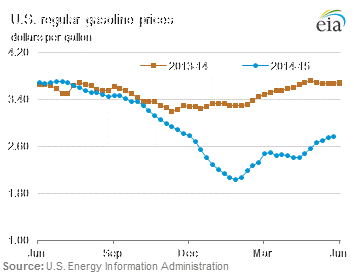 U.S. regular gasoline prices
dollars per gallon
eia
4.20
2013-14
2014-15
3.40
2.60
1.80
1.00
Jun
Sep
Dec
Mar
Jun
Source: U.S. Energy Information Administration